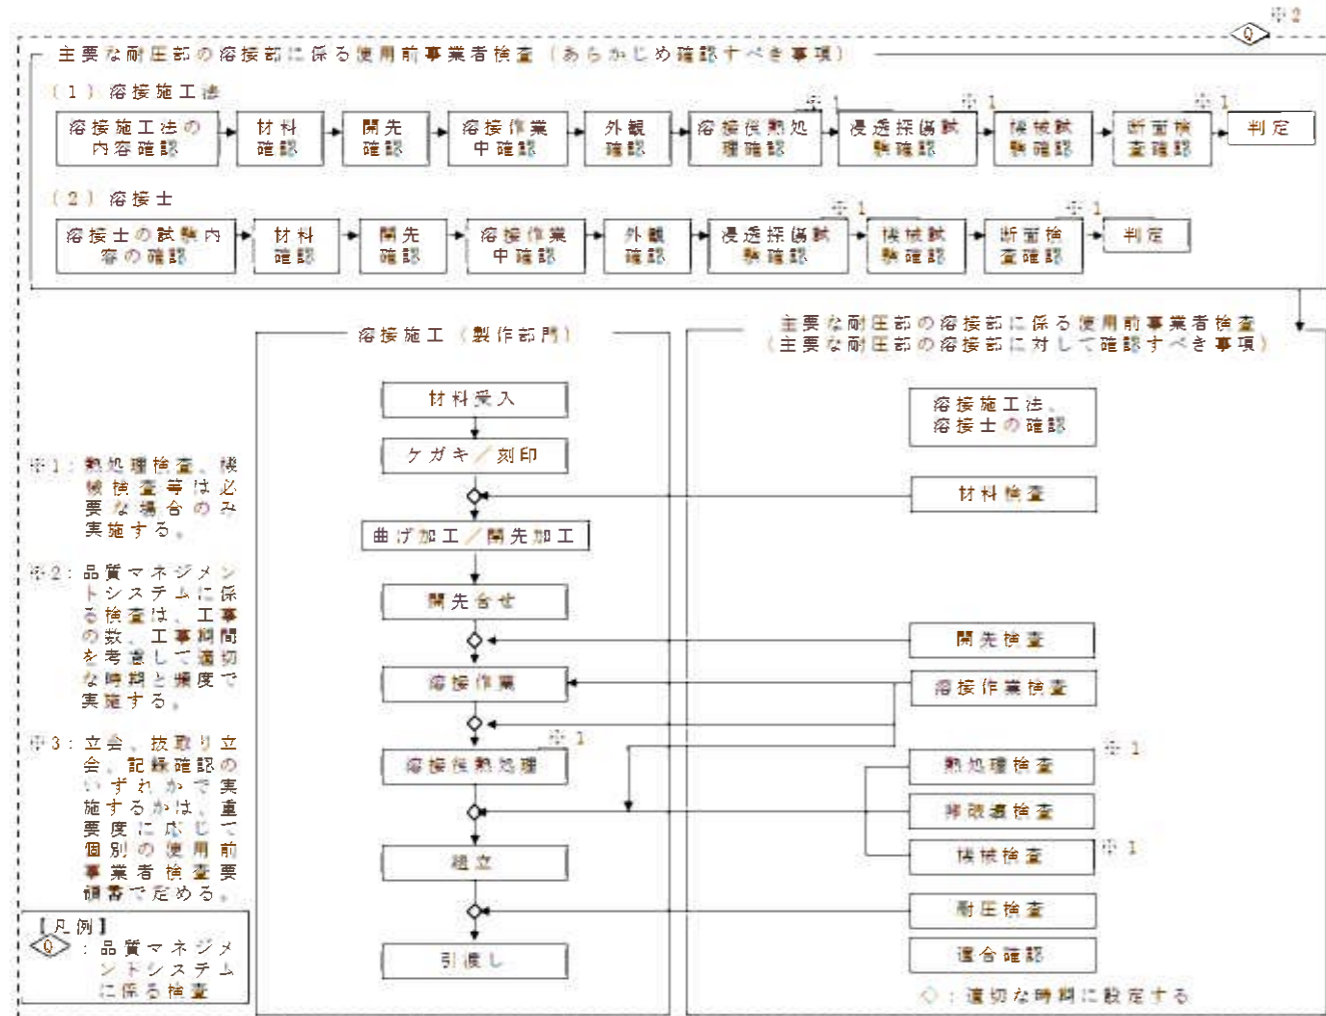 ※2
Q
主要な耐圧部の溶接部に係る使用前事業者検査(あらかじめ確認すべき事項)
(1)溶接施工法
※1
※1
※1
溶接施工法の
内容確認
材料
確認
開先
確認
溶接作業
中確認
外観
確認
溶接後熱処
理確認
浸透探傷試
験確認
機械試
験確認
断面検
査確認
判定
(2)溶接士
※1
※1
溶接士の試験内
容の確認
材料
確認
開先
確認
溶接作業
中確認
外観
確認
浸透探傷試
験確認
機械試
験確認
断面検
査確認
判定
溶接施工(製作部門)
材料受入
ケガキ/刻印
曲げ加工/開先加工
開先合せ
溶接作業
※1
溶接後熱処理
組立
引渡し
主要な耐圧部の溶接部に係る使用前事業者検査
(主要な耐圧部の溶接部に対して確認すべき事項)
溶接施工法、
溶接士の確認
材料検査
開先検査
溶接作業検査
熱処理検査
※1
非破壊検査
機械検査
※1
耐圧検査
適合確認
◇:適切な時期に設定する
※1:熱処理検査、機
械検査等は必
要な場合のみ
実施する。
※2:品質マネジメン
トシステムに係
る検査は、工事
の数、工事期間
を考慮して適切
な時期と頻度で
実施する。
※3:立会、抜取り立
会、記録確認の
いずれかで実
施するかは、重
要度に応じて
個別の使用前
事業者検査要
領書で定める。
【凡例】
Q:品質マネジメ
ントシステム
に係る検査